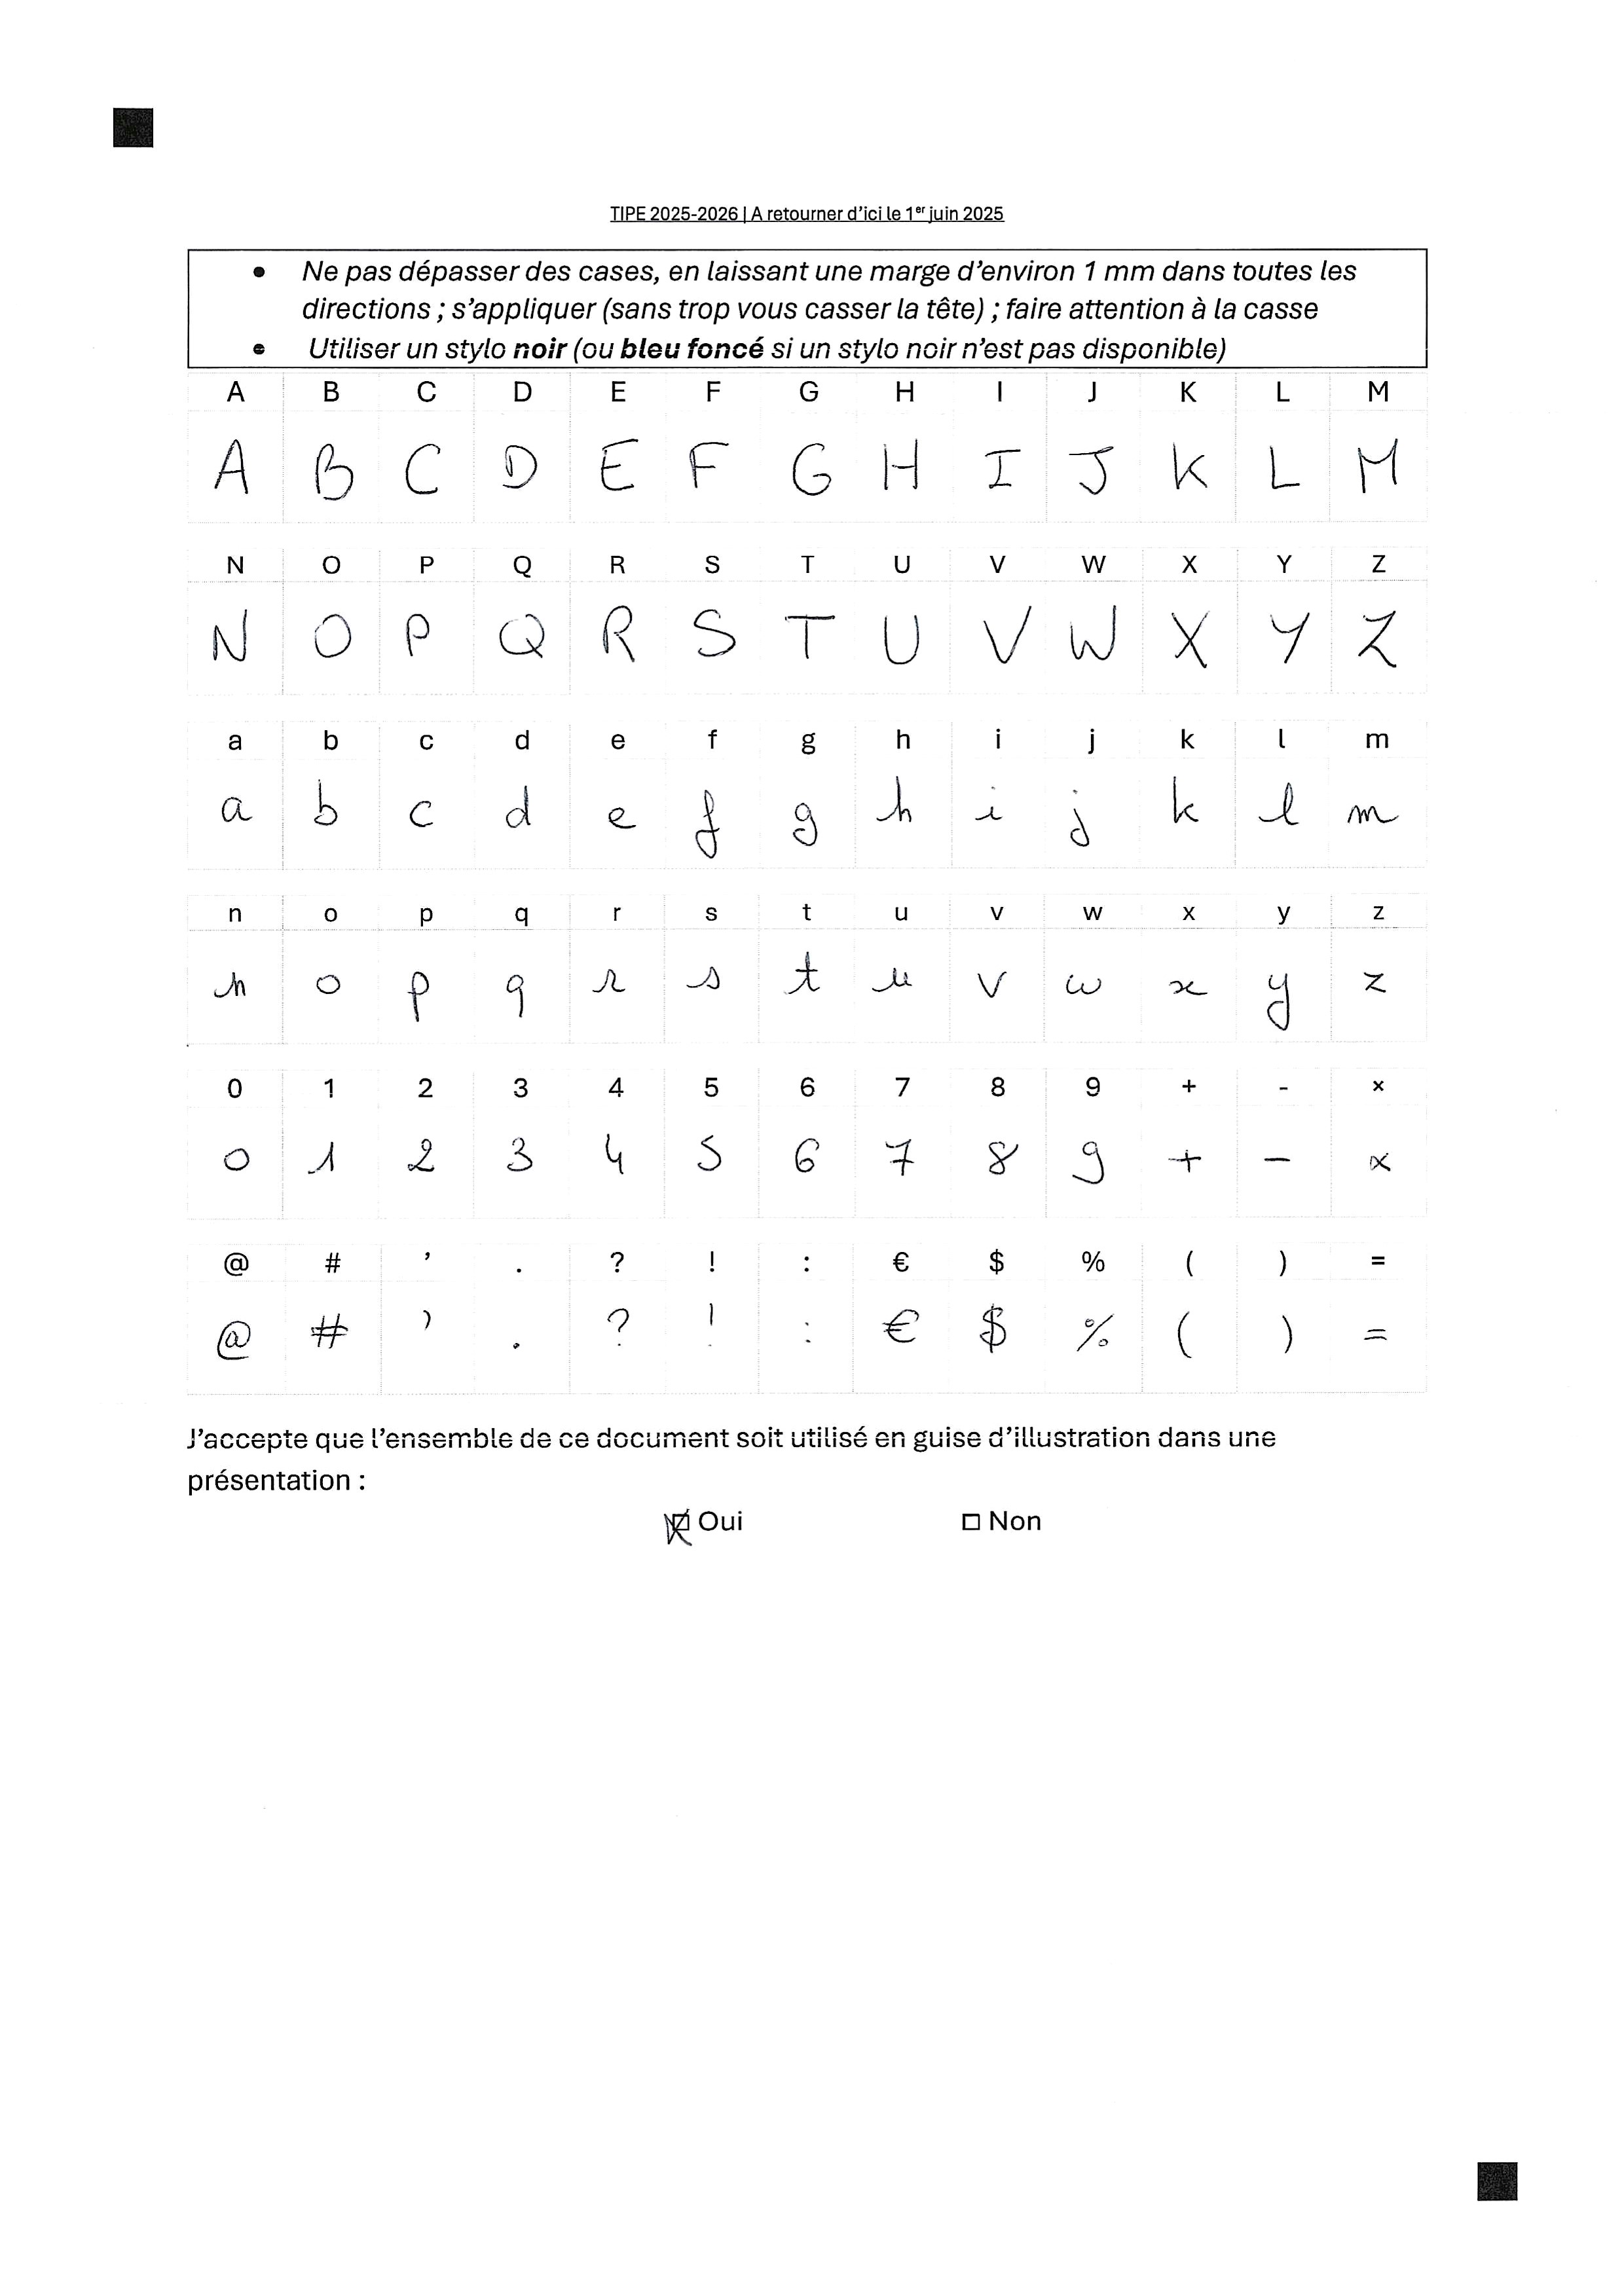 TIPE 2025-2026 | A retourner d'ici le 1er juin 2025
• Ne pas dépasser des cases, en laissant une marge d'environ 1 mm dans toutes les
directions ; s'appliquer (sans trop vous casser la tête) ; faire attention à la casse
• Utiliser un stylo noir (ou bleu foncé si un stylo noir n'est pas disponible)
A B C D E F G H I J K L M
A B C D E F G H I J K L M
N O P Q R S T U V W X Y Z
N O P Q R S T U V W X Y Z
a b c d e f g h i j k l m
a b c d e f g h i j k l m
n o p q r s t u v w x y z
n o p q r s t u v w x y z
0 1 2 3 4 5 6 7 8 9 + - ×
0 1 2 3 4 5 6 7 8 9 + - ×
@ # ' . ? ! : € $ % ( ) =
@ # ' . ? ! : € $ % ( ) =
J'accepte que l'ensemble de ce document soit utilisé en guise d'illustration dans une
présentation :
☒ Oui ☐ Non